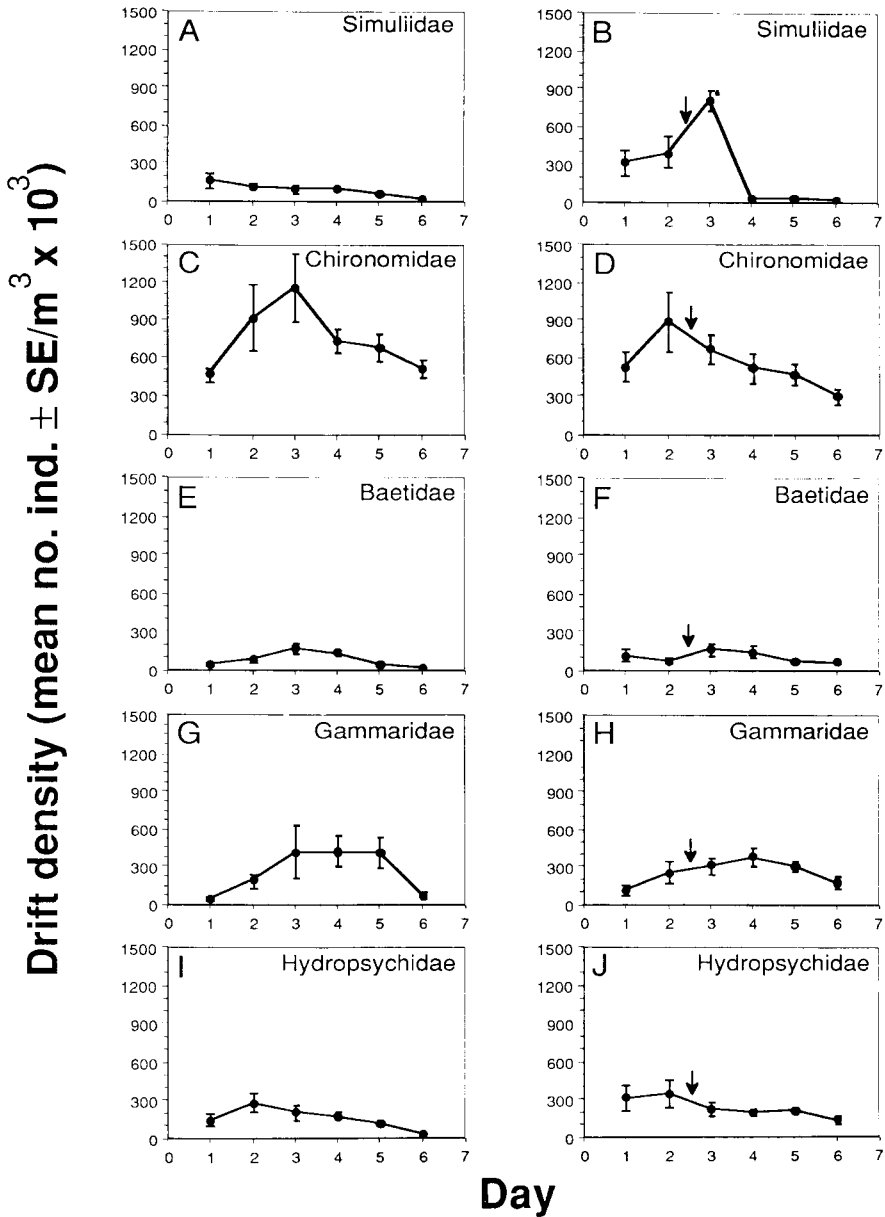 Drift density (mean no. ind. ± SE/m³ x 10³)
A Simuliidae
1500
1200
900
600
300
0
0 1 2 3 4 5 6 7
B Simuliidae
1500
1200
900
600
300
0
0 1 2 3 4 5 6 7
C Chironomidae
1500
1200
900
600
300
0
0 1 2 3 4 5 6 7
D Chironomidae
1500
1200
900
600
300
0
0 1 2 3 4 5 6 7
E Baetidae
1500
1200
900
600
300
0
0 1 2 3 4 5 6 7
F Baetidae
1500
1200
900
600
300
0
0 1 2 3 4 5 6 7
G Gammaridae
1500
1200
900
600
300
0
0 1 2 3 4 5 6 7
H Gammaridae
1500
1200
900
600
300
0
0 1 2 3 4 5 6 7
I Hydropsychidae
1500
1200
900
600
300
0
0 1 2 3 4 5 6 7
J Hydropsychidae
1500
1200
900
600
300
0
0 1 2 3 4 5 6 7
Day